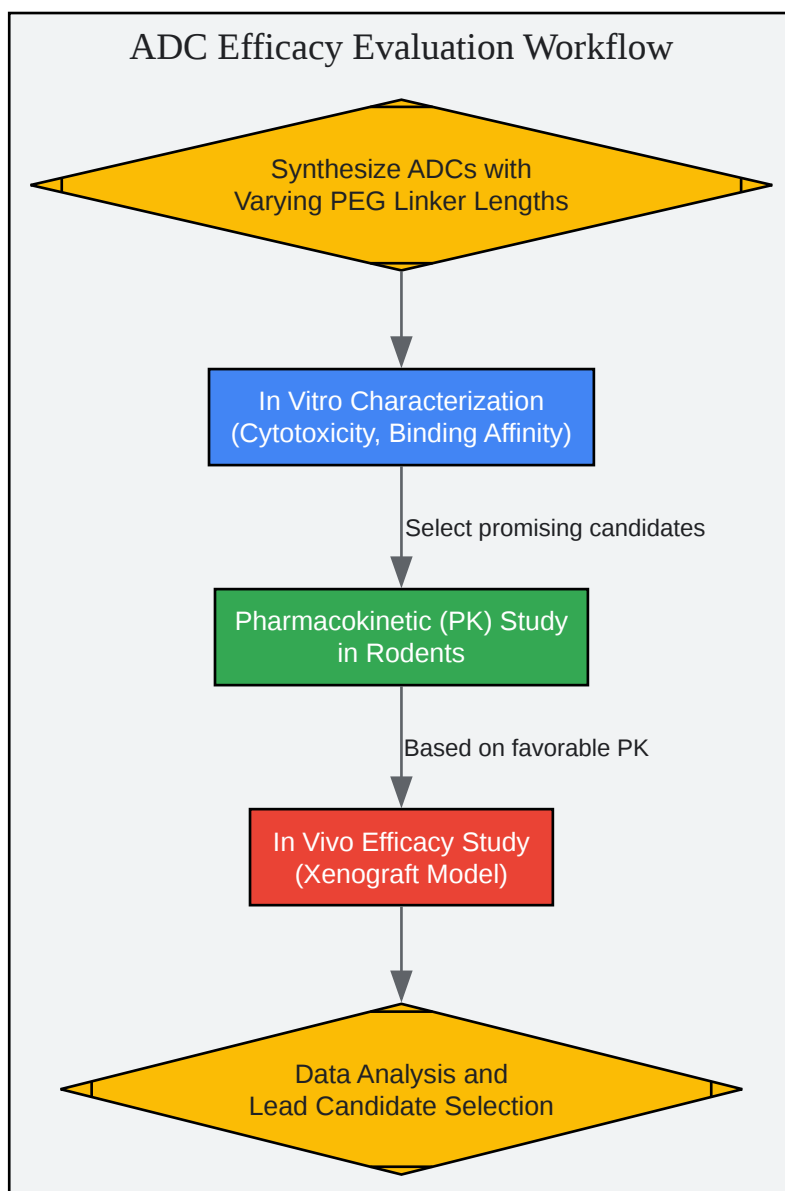 ADC Efficacy Evaluation Workflow
Synthesize ADCs with
Varying PEG Linker Lengths
In Vitro Characterization
(Cytotoxicity, Binding Affinity)
Select promising candidates
Pharmacokinetic (PK) Study
in Rodents
Based on favorable PK
In Vivo Efficacy Study
(Xenograft Model)
Data Analysis and
Lead Candidate Selection